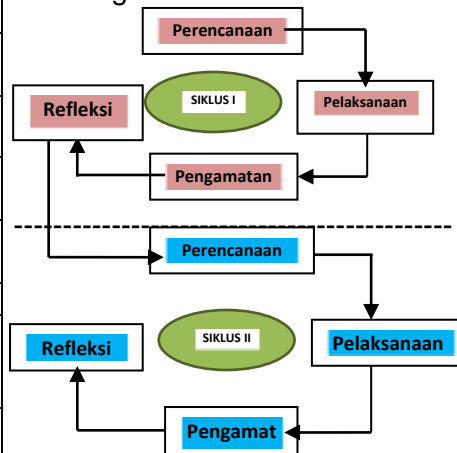 Perencanaan
SIKLUS I
Refleksi
Pelaksanaan
Pengamatan
Perencanaan
SIKLUS II
Refleksi
Pelaksanaan
Pengamat